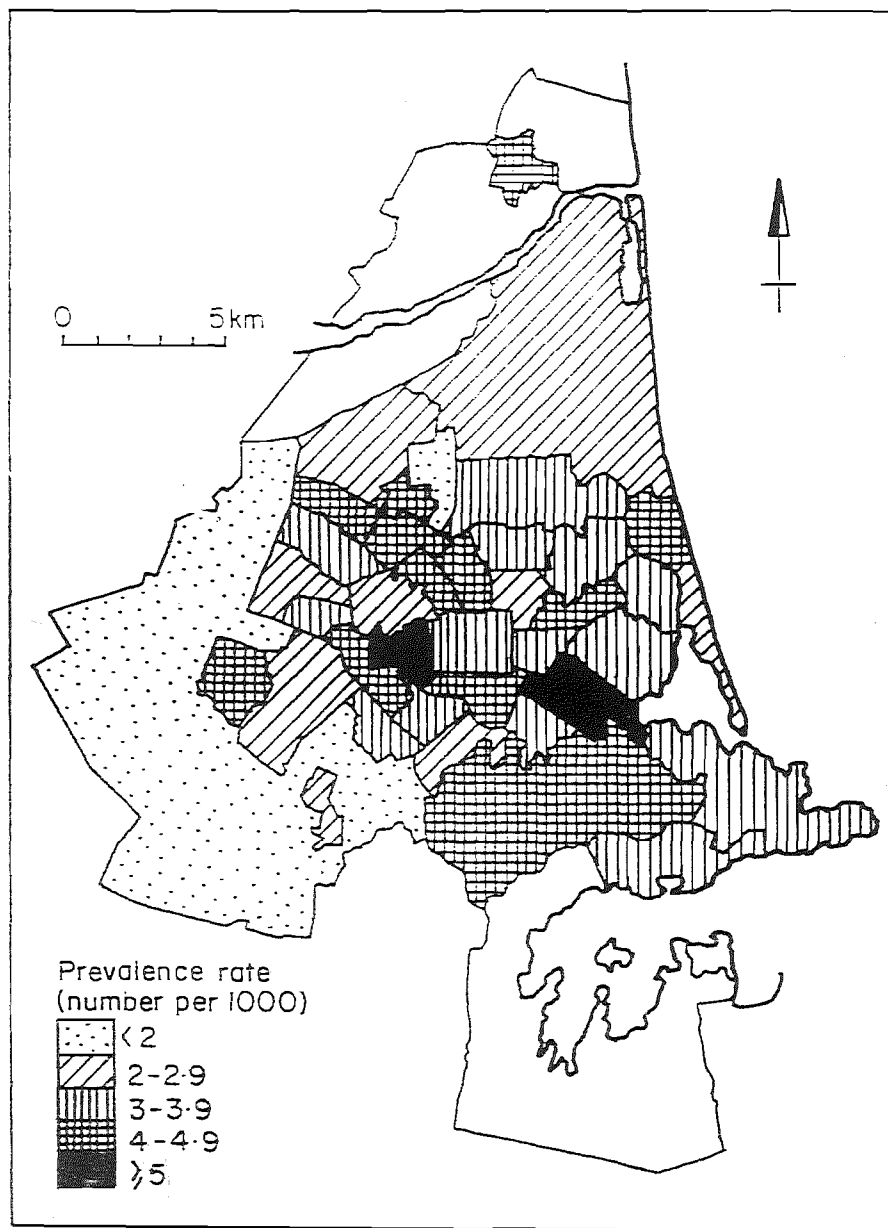 0 5km
Prevalence rate
(number per 1000)
<2
2-2·9
3-3·9
4-4·9
≥5